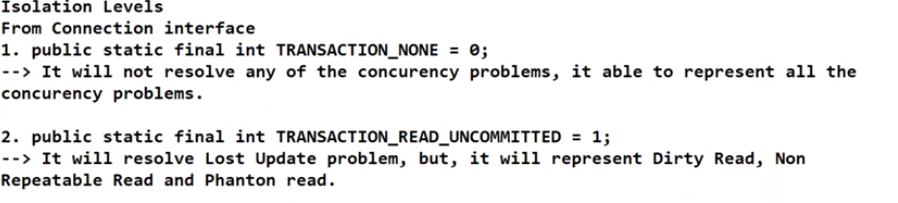 Isolation Levels
From Connection interface
1. public static final int TRANSACTION_NONE = 0;
--> It will not resolve any of the concurency problems, it able to represent all the
concurency problems.
2. public static final int TRANSACTION_READ_UNCOMMITTED = 1;
--> It will resolve Lost Update problem, but, it will represent Dirty Read, Non
Repeatable Read and Phanton read.